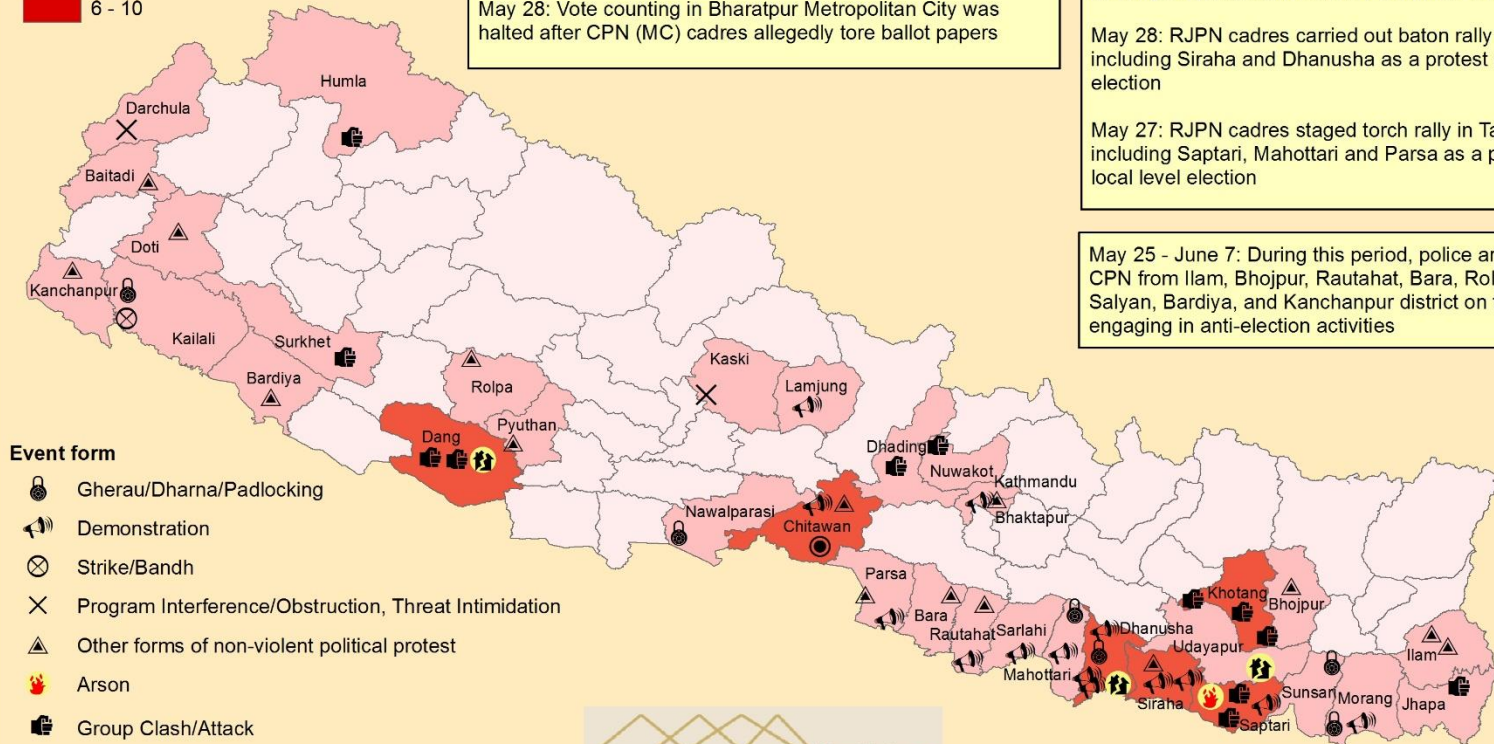 6 - 10
May 28: Vote counting in Bharatpur Metropolitan City was
halted after CPN (MC) cadres allegedly tore ballot papers
May 28: RJPN cadres carried out baton rally
including Siraha and Dhanusha as a protest
election
May 27: RJPN cadres staged torch rally in
including Saptari, Mahottari and Parsa as a
local level election
May 25 - June 7: During this period, police
CPN from Ilam, Bhojpur, Rautahat, Bara,
Salyan, Bardiya, and Kanchanpur district on
engaging in anti-election activities
Humla
Darchula
Baitadi
Doti
Kanchanpur
Kailali
Surkhet
Bardiya
Rolpa
Pyuthan
Dang
Kaski
Lamjung
Dhading
Nuwakot
Kathmandu
Bhaktapur
Nawalparasi
Chitawan
Parsa
Bara
Rautahat
Sarlahi
Mahottari
Dhanusha
Siraha
Udayapur
Khotang
Bhojpur
Saptari
Sunsari
Morang
Jhapa
Ilam
Event form
Gherau/Dharna/Padlocking
Demonstration
Strike/Bandh
Program Interference/Obstruction, Threat Intimidation
Other forms of non-violent political protest
Arson
Group Clash/Attack